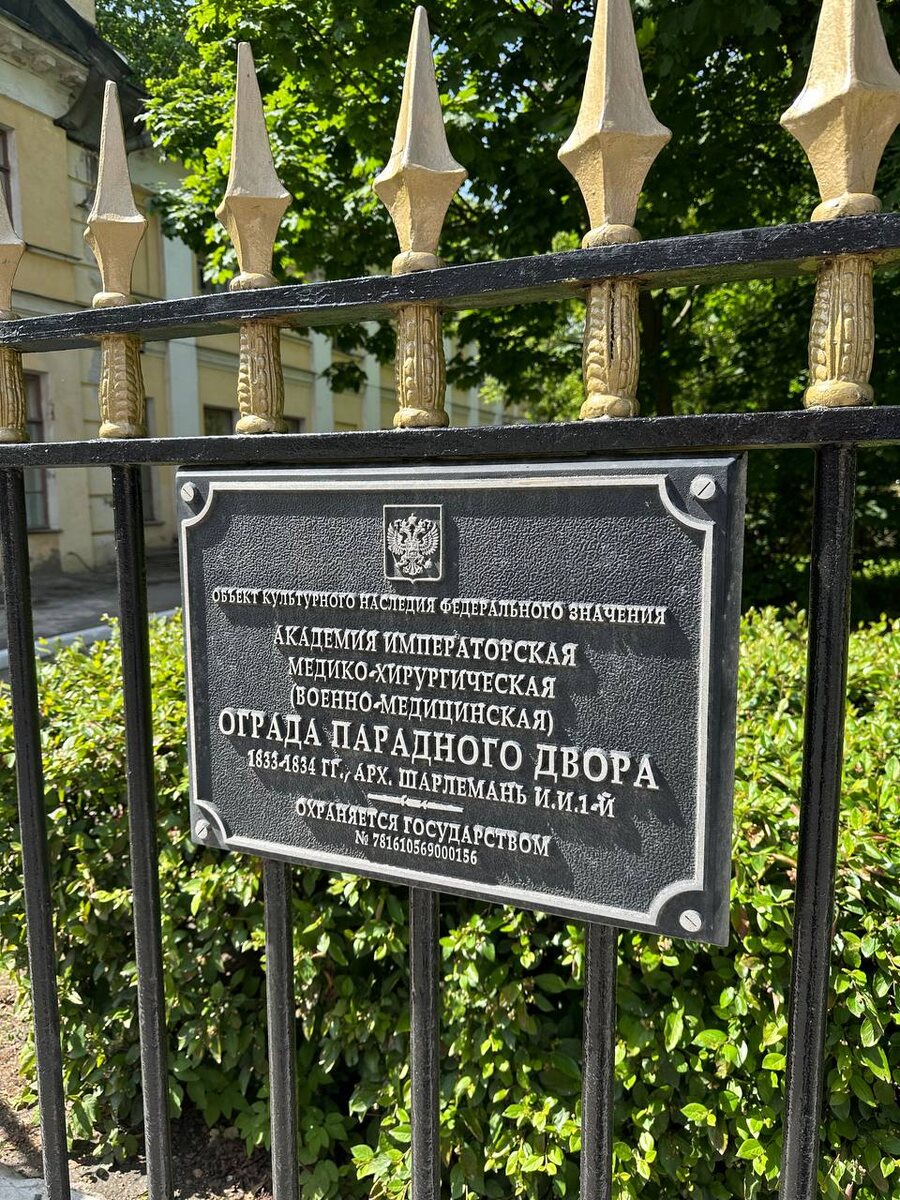 ОБЪЕКТ КУЛЬТУРНОГО НАСЛЕДИЯ ФЕДЕРАЛЬНОГО ЗНАЧЕНИЯ
АКАДЕМИЯ ИМПЕРАТОРСКАЯ
МЕДИКО-ХИРУРГИЧЕСКАЯ
(ВОЕННО-МЕДИЦИНСКАЯ)
ОГРАДА ПАРАДНОГО ДВОРА
1833-1834 ГГ., АРХ. ШАРЛЕМАНЬ И.И.1-Й
ОХРАНЯЕТСЯ ГОСУДАРСТВОМ
№ 781610569000156